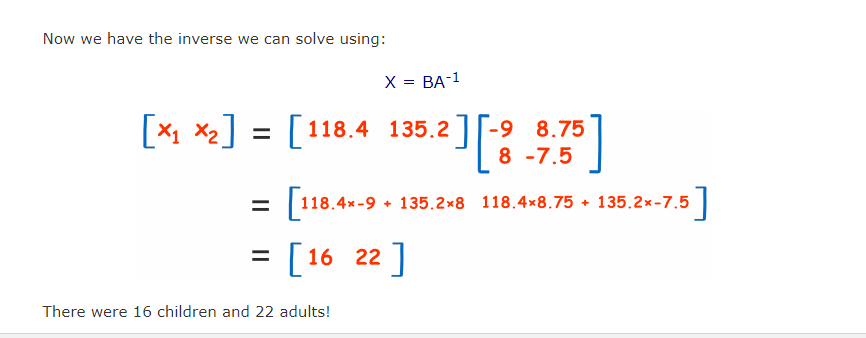 Now we have the inverse we can solve using:
X = BA⁻¹
[x₁ x₂] = [118.4 135.2] [-9 8.75
8 -7.5]
= [118.4×-9 + 135.2×8 118.4×8.75 + 135.2×-7.5]
= [16 22]
There were 16 children and 22 adults!